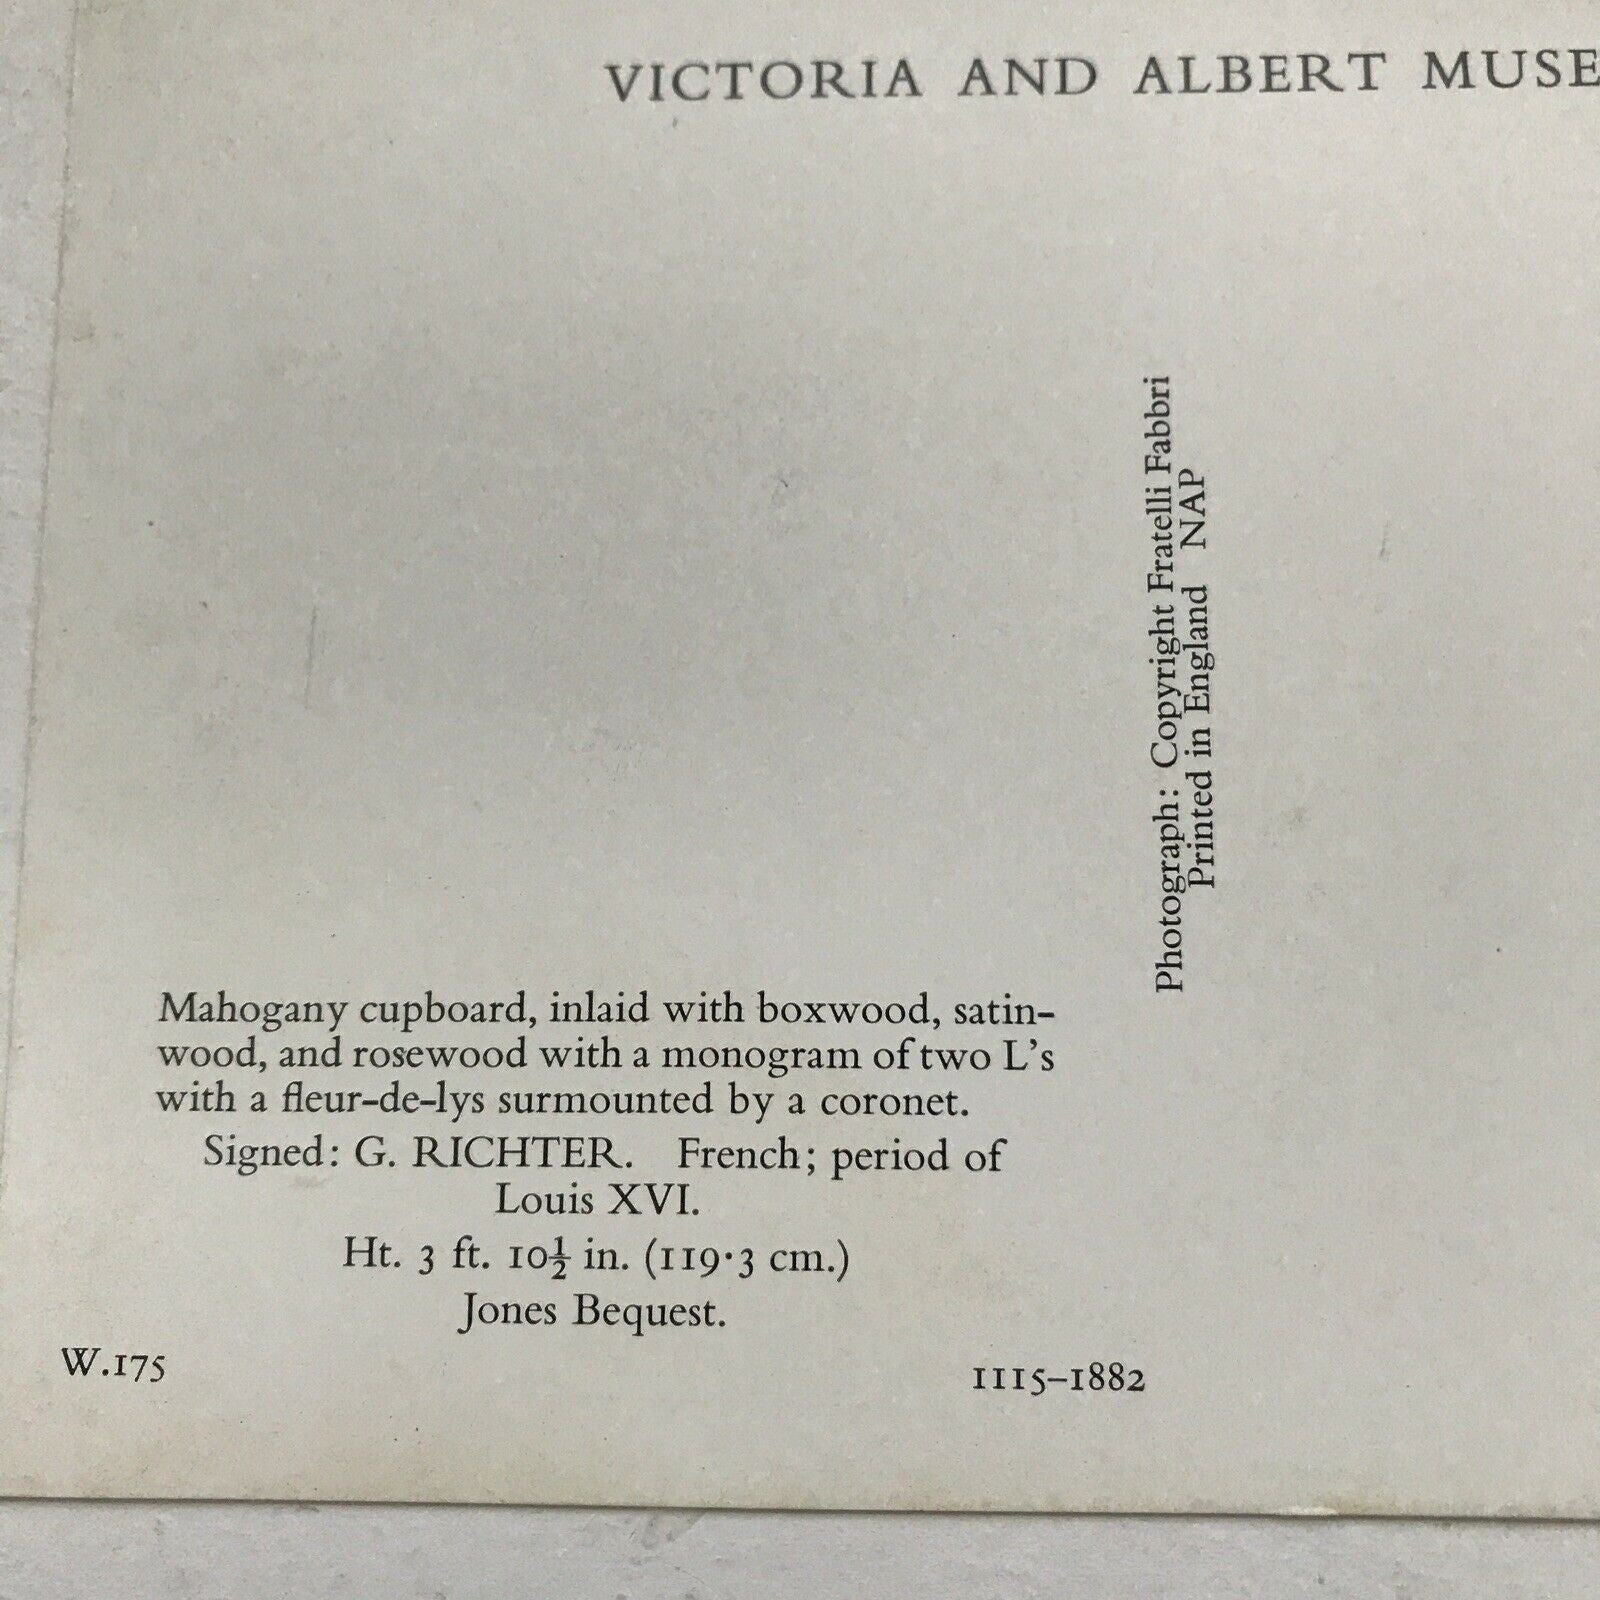 VICTORIA AND ALBERT MUSE
Photograph: Copyright Fratelli Fabbri
Printed in England NAP
Mahogany cupboard, inlaid with boxwood, satin-
wood, and rosewood with a monogram of two L's
with a fleur-de-lys surmounted by a coronet.
Signed: G. RICHTER. French; period of
Louis XVI.
Ht. 3 ft. 10½ in. (119·3 cm.)
Jones Bequest.
W.175
1115–1882